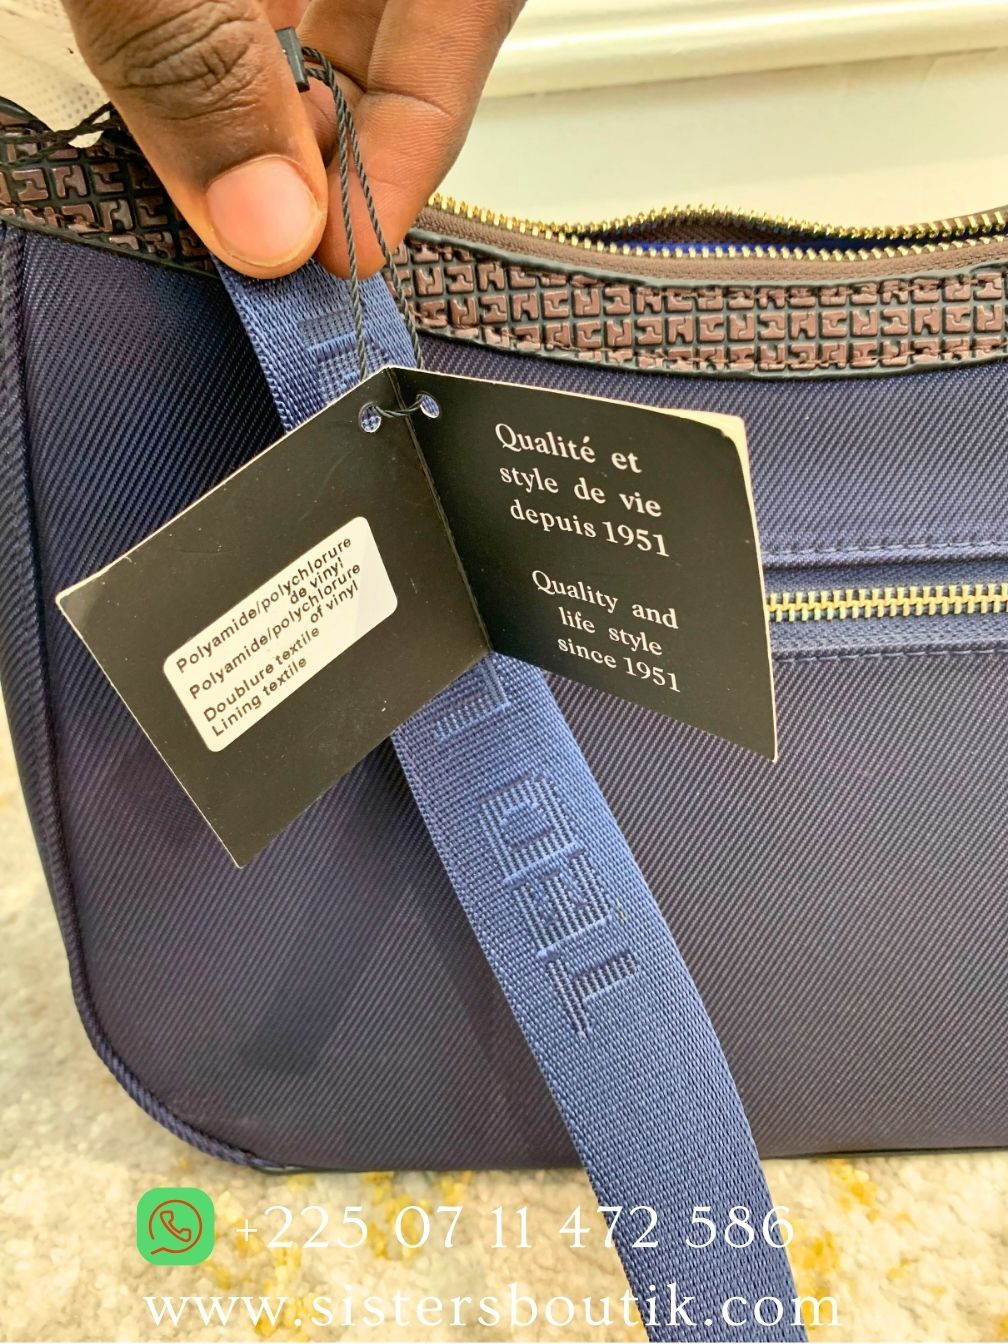 Qualité et
style de vie
depuis 1951
Quality and
life style
since 1951
Polyamide/polychlorure
de vinyl
Polyamide/polychlorure
of vinyl
Doublure textile
Lining textile
+225 07 11 472 586
www.sistersboutik.com